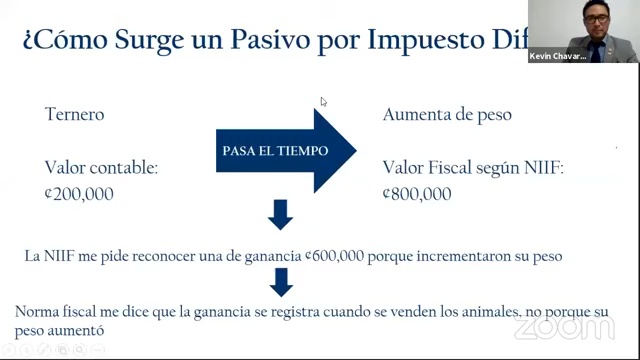 ¿Cómo Surge un Pasivo por Impuesto Dif
Kevin Chavar...
Ternero
Aumenta de peso
PASA EL TIEMPO
Valor contable:
¢200,000
Valor Fiscal según NIIF:
¢800,000
La NIIF me pide reconocer una de ganancia ¢600,000 porque incrementaron su peso
Norma fiscal me dice que la ganancia se registra cuando se venden los animales, no porque su
peso aumentó
zoom